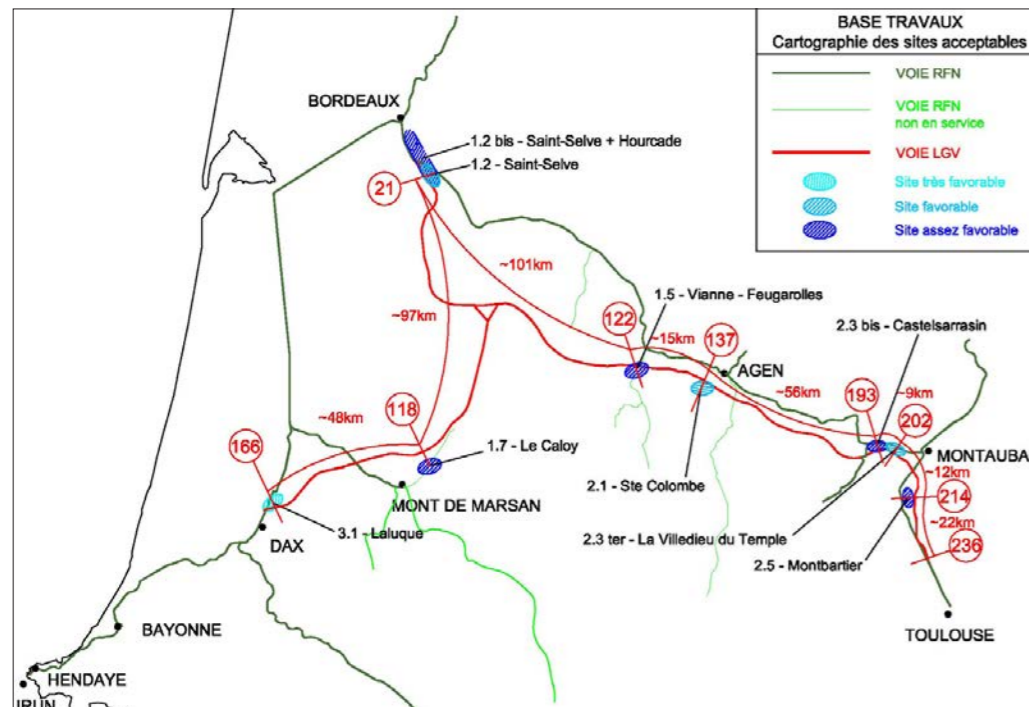 BASE TRAVAUX
Cartographie des sites acceptables
VOIE RFN
VOIE RFN
non en service
VOIE LGV
Site très favorable
Site favorable
Site assez favorable
BORDEAUX
1.2 bis - Saint-Selve + Hourcade
1.2 - Saint-Selve
21
~101km
~97km
1.5 - Vianne - Feugarolles
122
~15km
137
AGEN
2.3 bis - Castelsarrasin
~56km
193
~9km
202
MONTAUBA
~12km
214
~22km
236
~48km
118
166
1.7 - Le Caloy
MONT DE MARSAN
2.1 - Ste Colombe
2.3 ter - La Villedieu du Temple
2.5 - Montbartier
3.1 - Laluque
DAX
TOULOUSE
BAYONNE
HENDAYE
IRUN